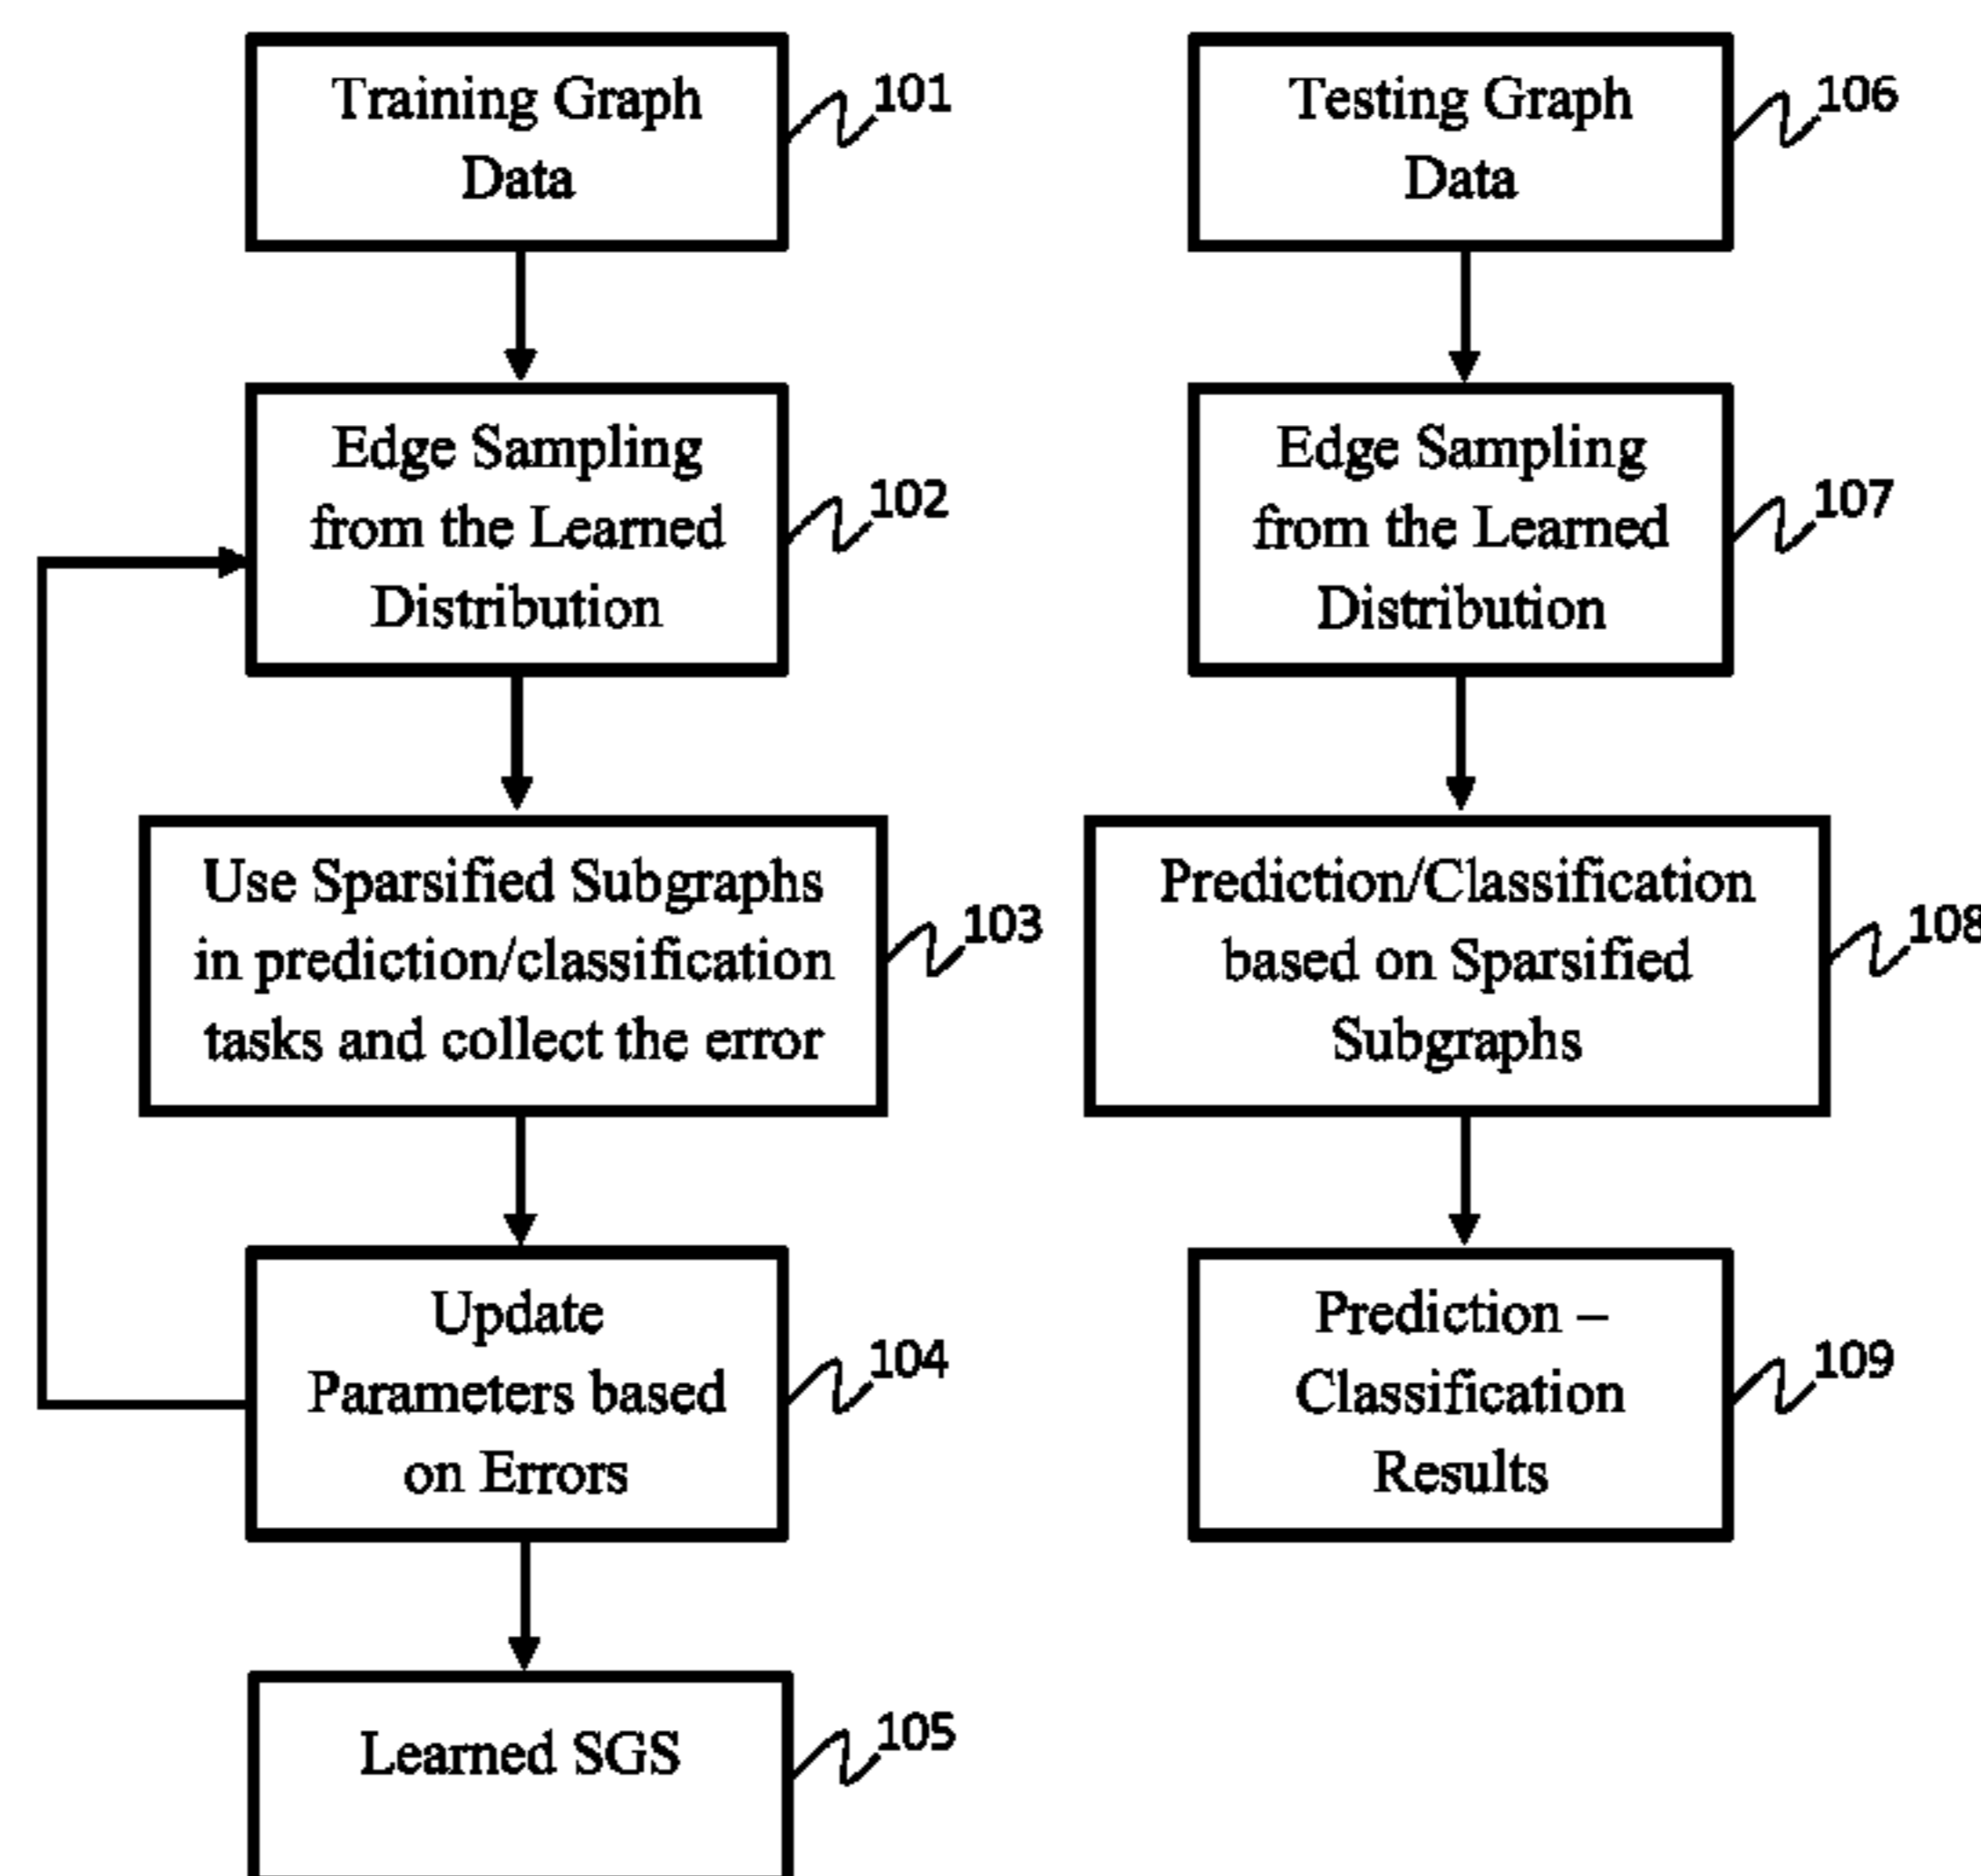 Training Graph
Data
101
Edge Sampling
from the Learned
Distribution
102
Use Sparsified Subgraphs
in prediction/classification
tasks and collect the error
103
Update
Parameters based
on Errors
104
Learned SGS
105
Testing Graph
Data
106
Edge Sampling
from the Learned
Distribution
107
Prediction/Classification
based on Sparsified
Subgraphs
108
Prediction –
Classification
Results
109